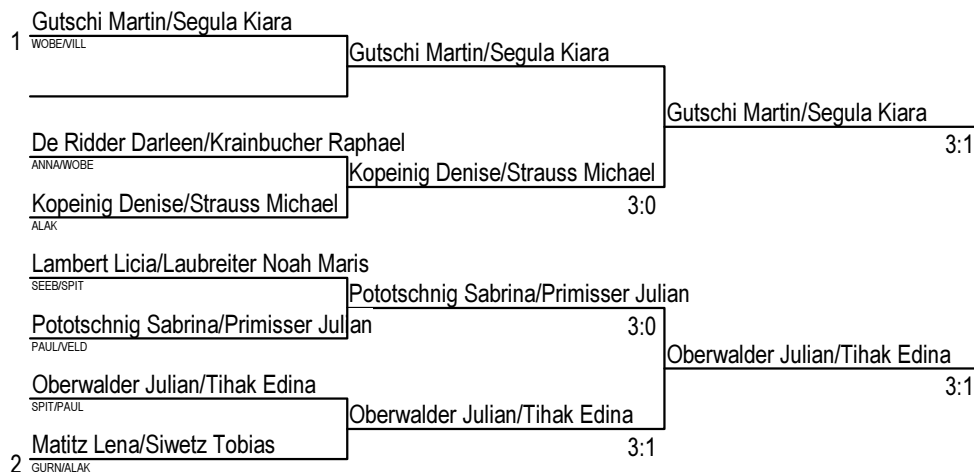 Gutschi Martin/Segula Kiara
1 WOBE/VILL
Gutschi Martin/Segula Kiara
Gutschi Martin/Segula Kiara
3:1
De Ridder Darleen/Krainbucher Raphael
ANNA/WOBE
Kopeinig Denise/Strauss Michael
3:0
Kopeinig Denise/Strauss Michael
ALAK
Lambert Licia/Laubreiter Noah Maris
SEEB/SPIT
Pototschnig Sabrina/Primisser Julian
3:0
Pototschnig Sabrina/Primisser Julian
PAUL/VELD
Oberwalder Julian/Tihak Edina
3:1
Oberwalder Julian/Tihak Edina
SPIT/PAUL
Oberwalder Julian/Tihak Edina
3:1
Matitz Lena/Siwetz Tobias
2 GURN/ALAK